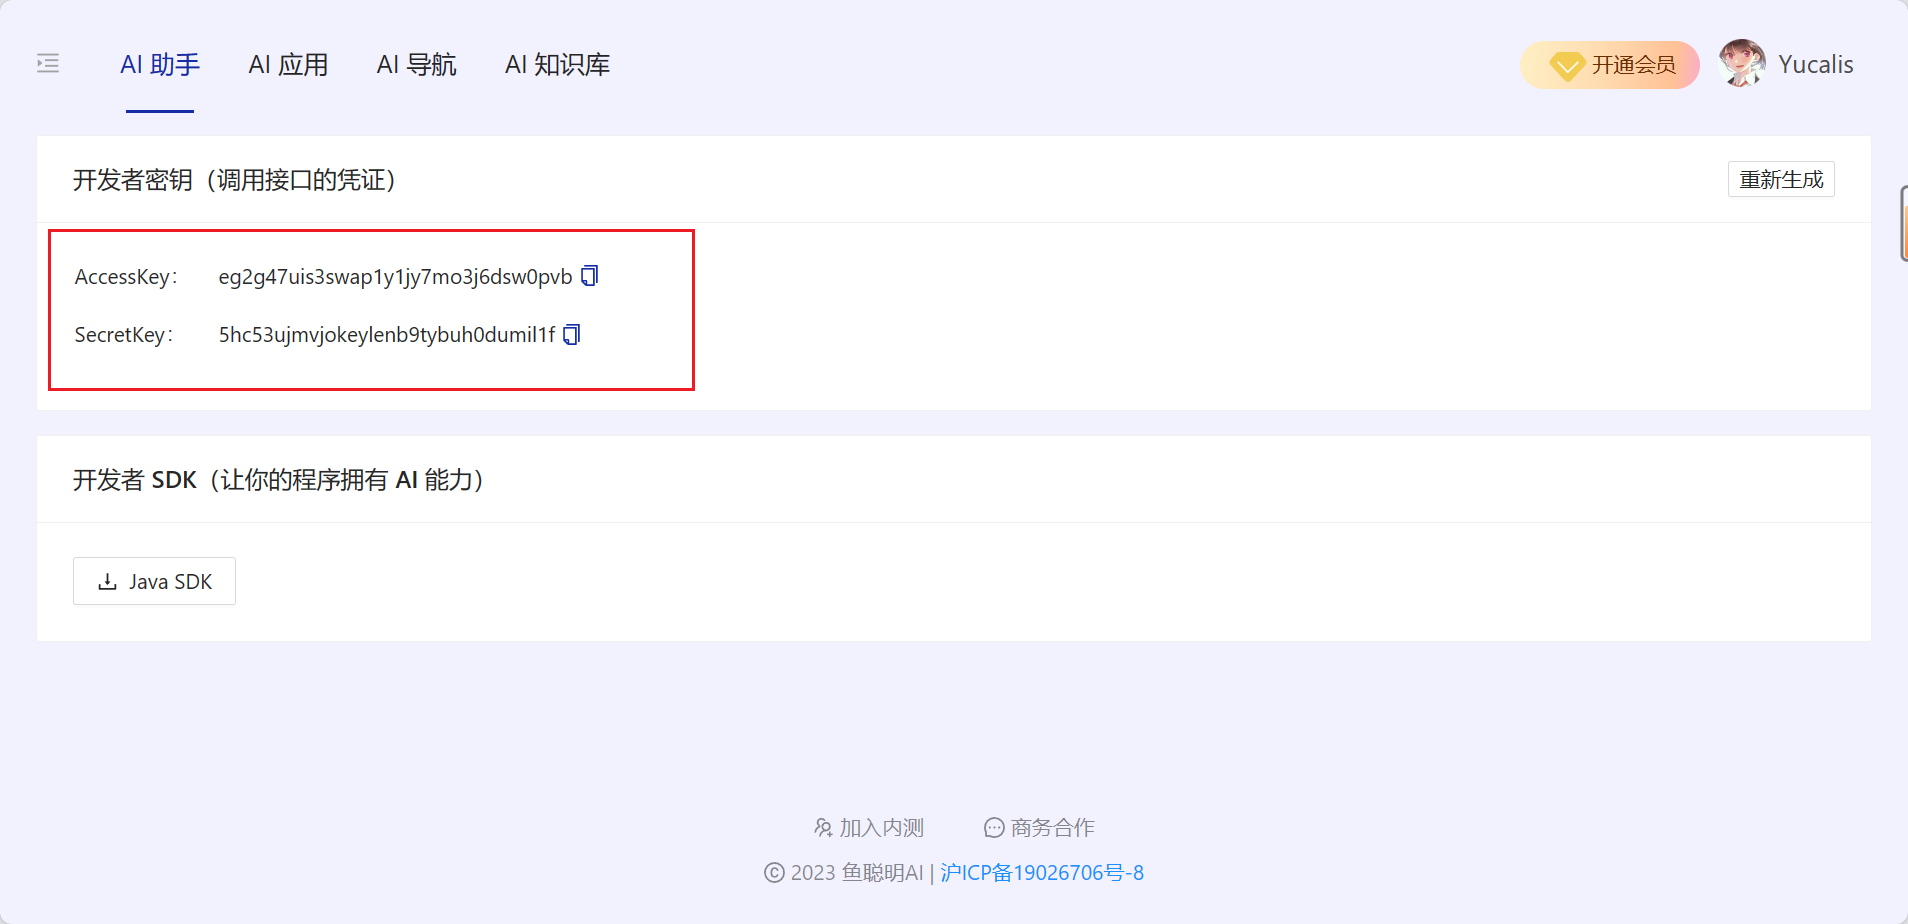 AI 助手 AI 应用 AI 导航 AI 知识库 开通会员 Yucalis
开发者密钥（调用接口的凭证） 重新生成
AccessKey： eg2g47uis3swap1y1jy7mo3j6dsw0pvb
SecretKey： 5hc53ujmvjokeylenb9tybuh0dumil1f
开发者 SDK（让你的程序拥有 AI 能力）
Java SDK
加入内测 商务合作
© 2023 鱼聪明AI | 沪ICP备19026706号-8